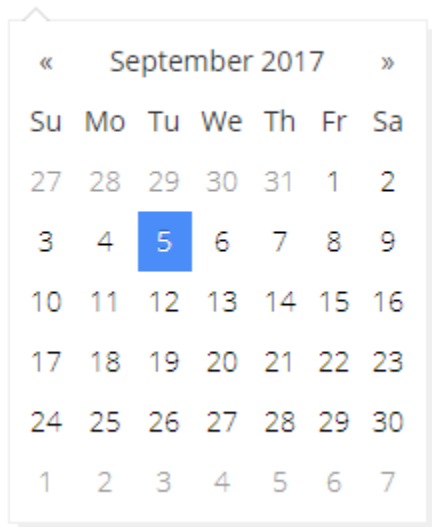 « September 2017 »
Su Mo Tu We Th Fr Sa
27 28 29 30 31 1 2
3 4 5 6 7 8 9
10 11 12 13 14 15 16
17 18 19 20 21 22 23
24 25 26 27 28 29 30
1 2 3 4 5 6 7